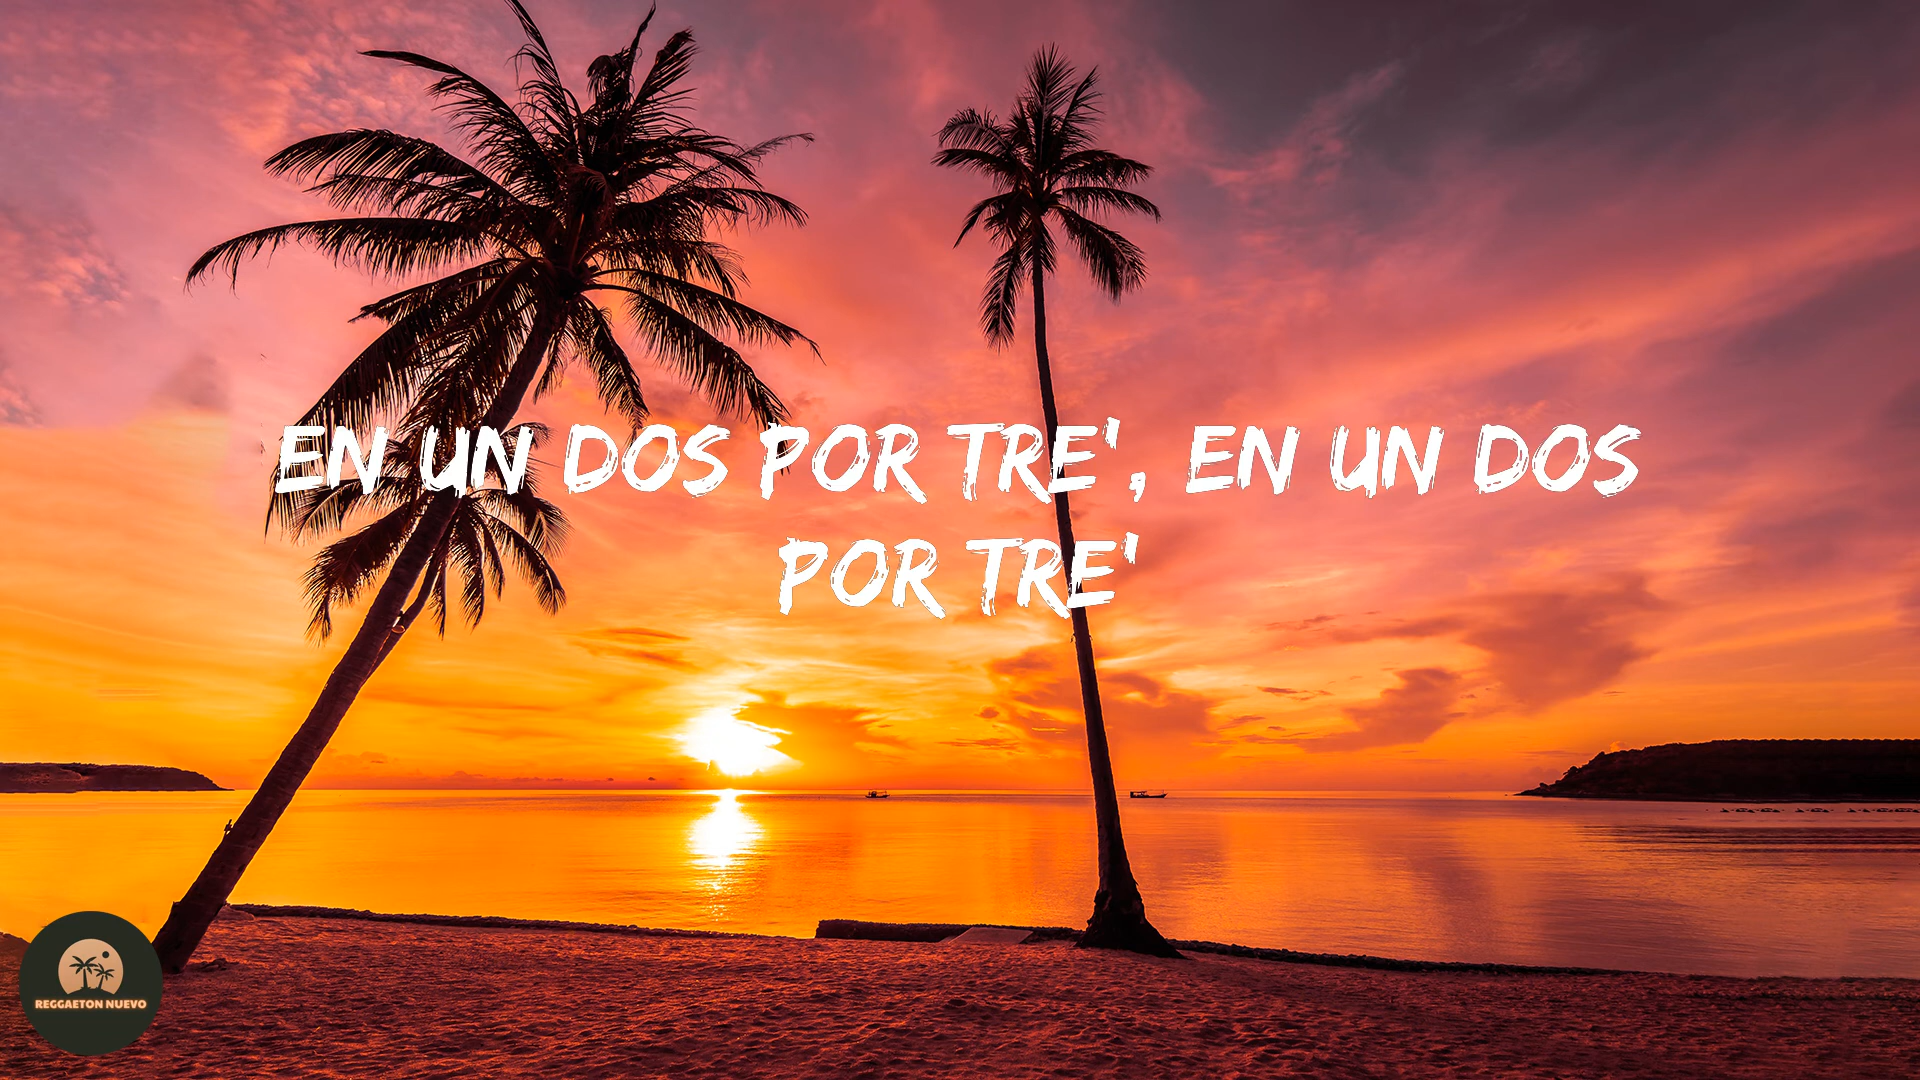 EN UN DOS POR TRE', EN UN DOS
POR TRE'
REGGAETON NUEVO